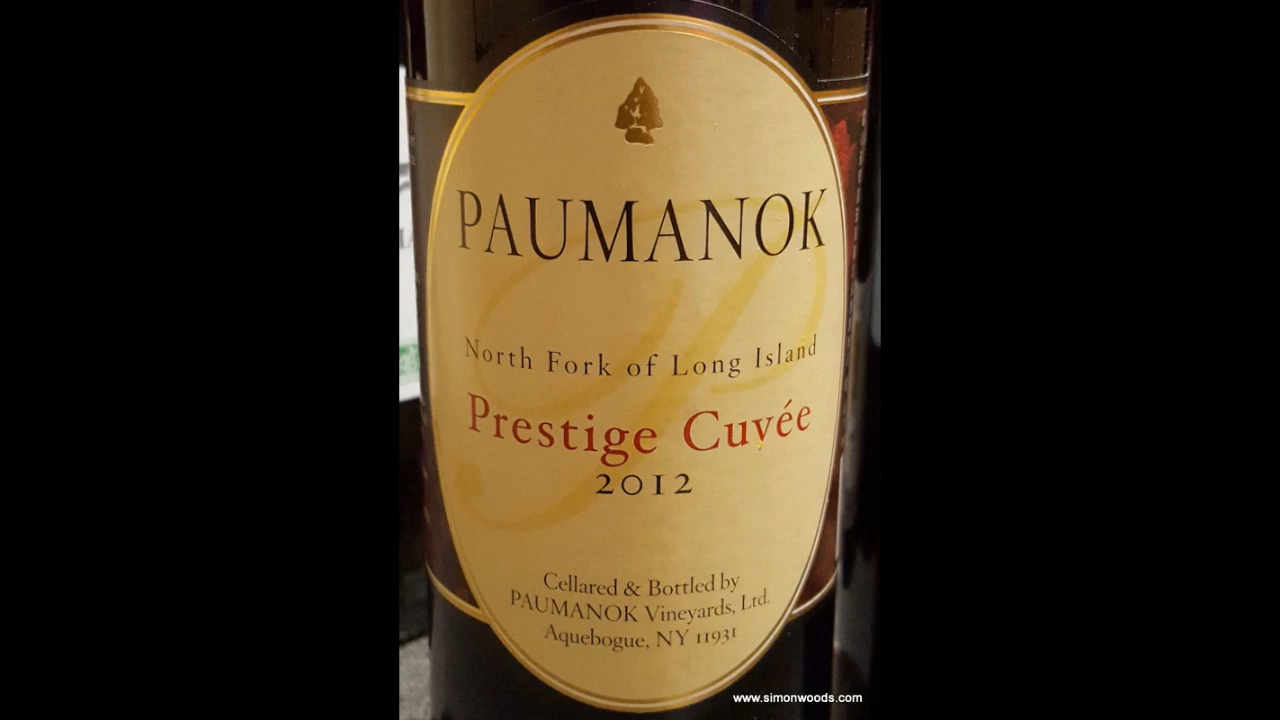 PAUMANOK
North Fork of Long Island
Prestige Cuvée
2012
Cellared & Bottled by
PAUMANOK Vineyards, Ltd.
Aquebogue, NY 11931
www.simonwoods.com